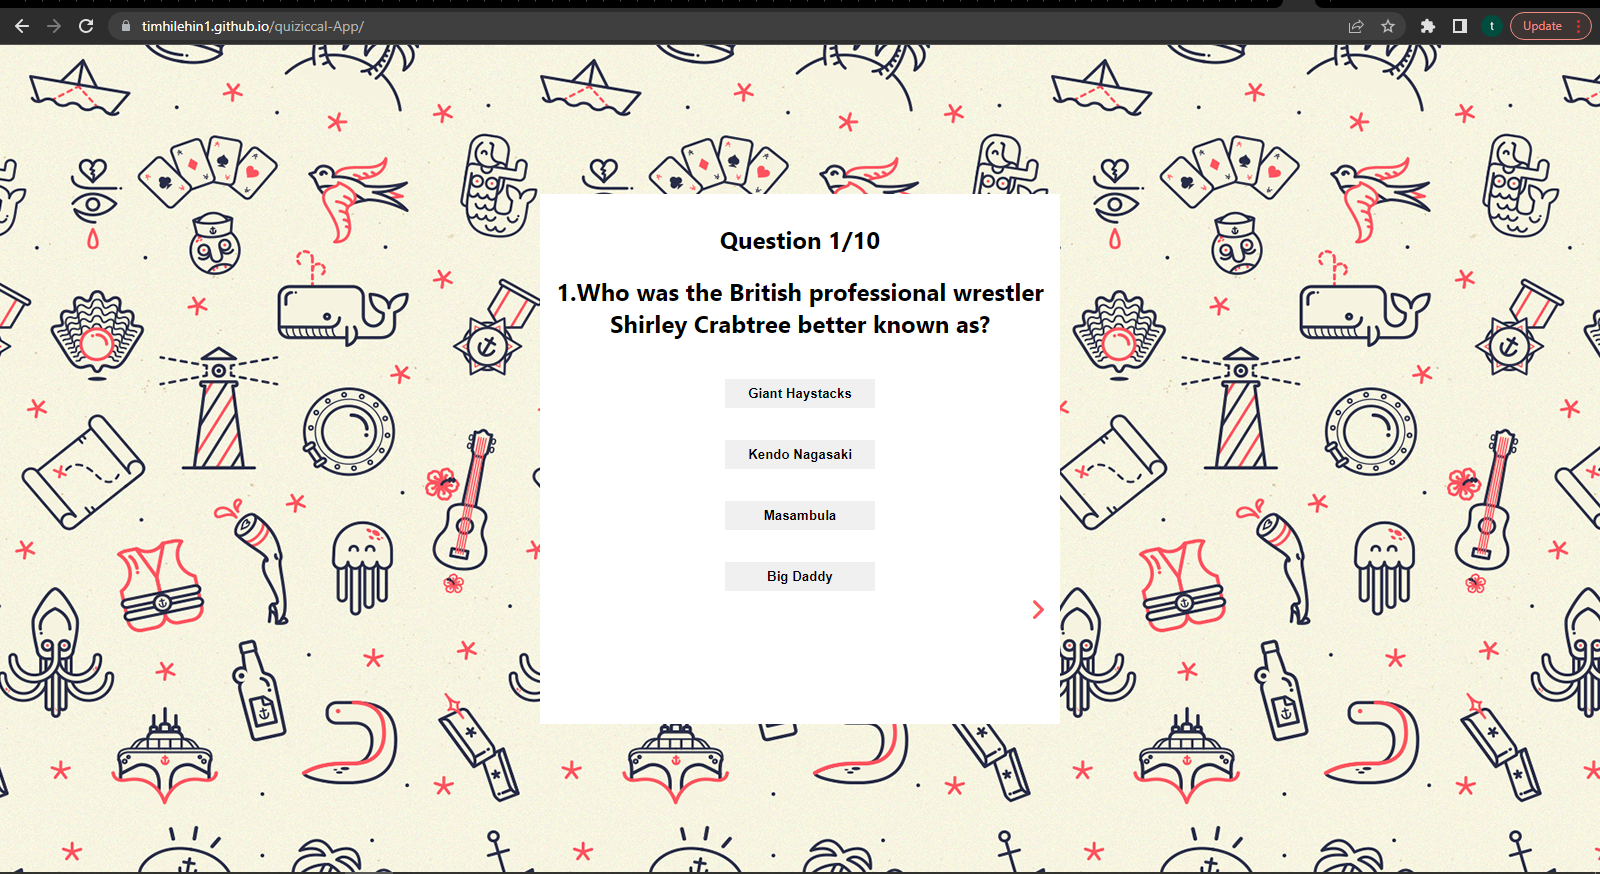 timhilehin1.github.io/quiziccal-App/
t
Update
Question 1/10
1.Who was the British professional wrestler
Shirley Crabtree better known as?
Giant Haystacks
Kendo Nagasaki
Masambula
Big Daddy